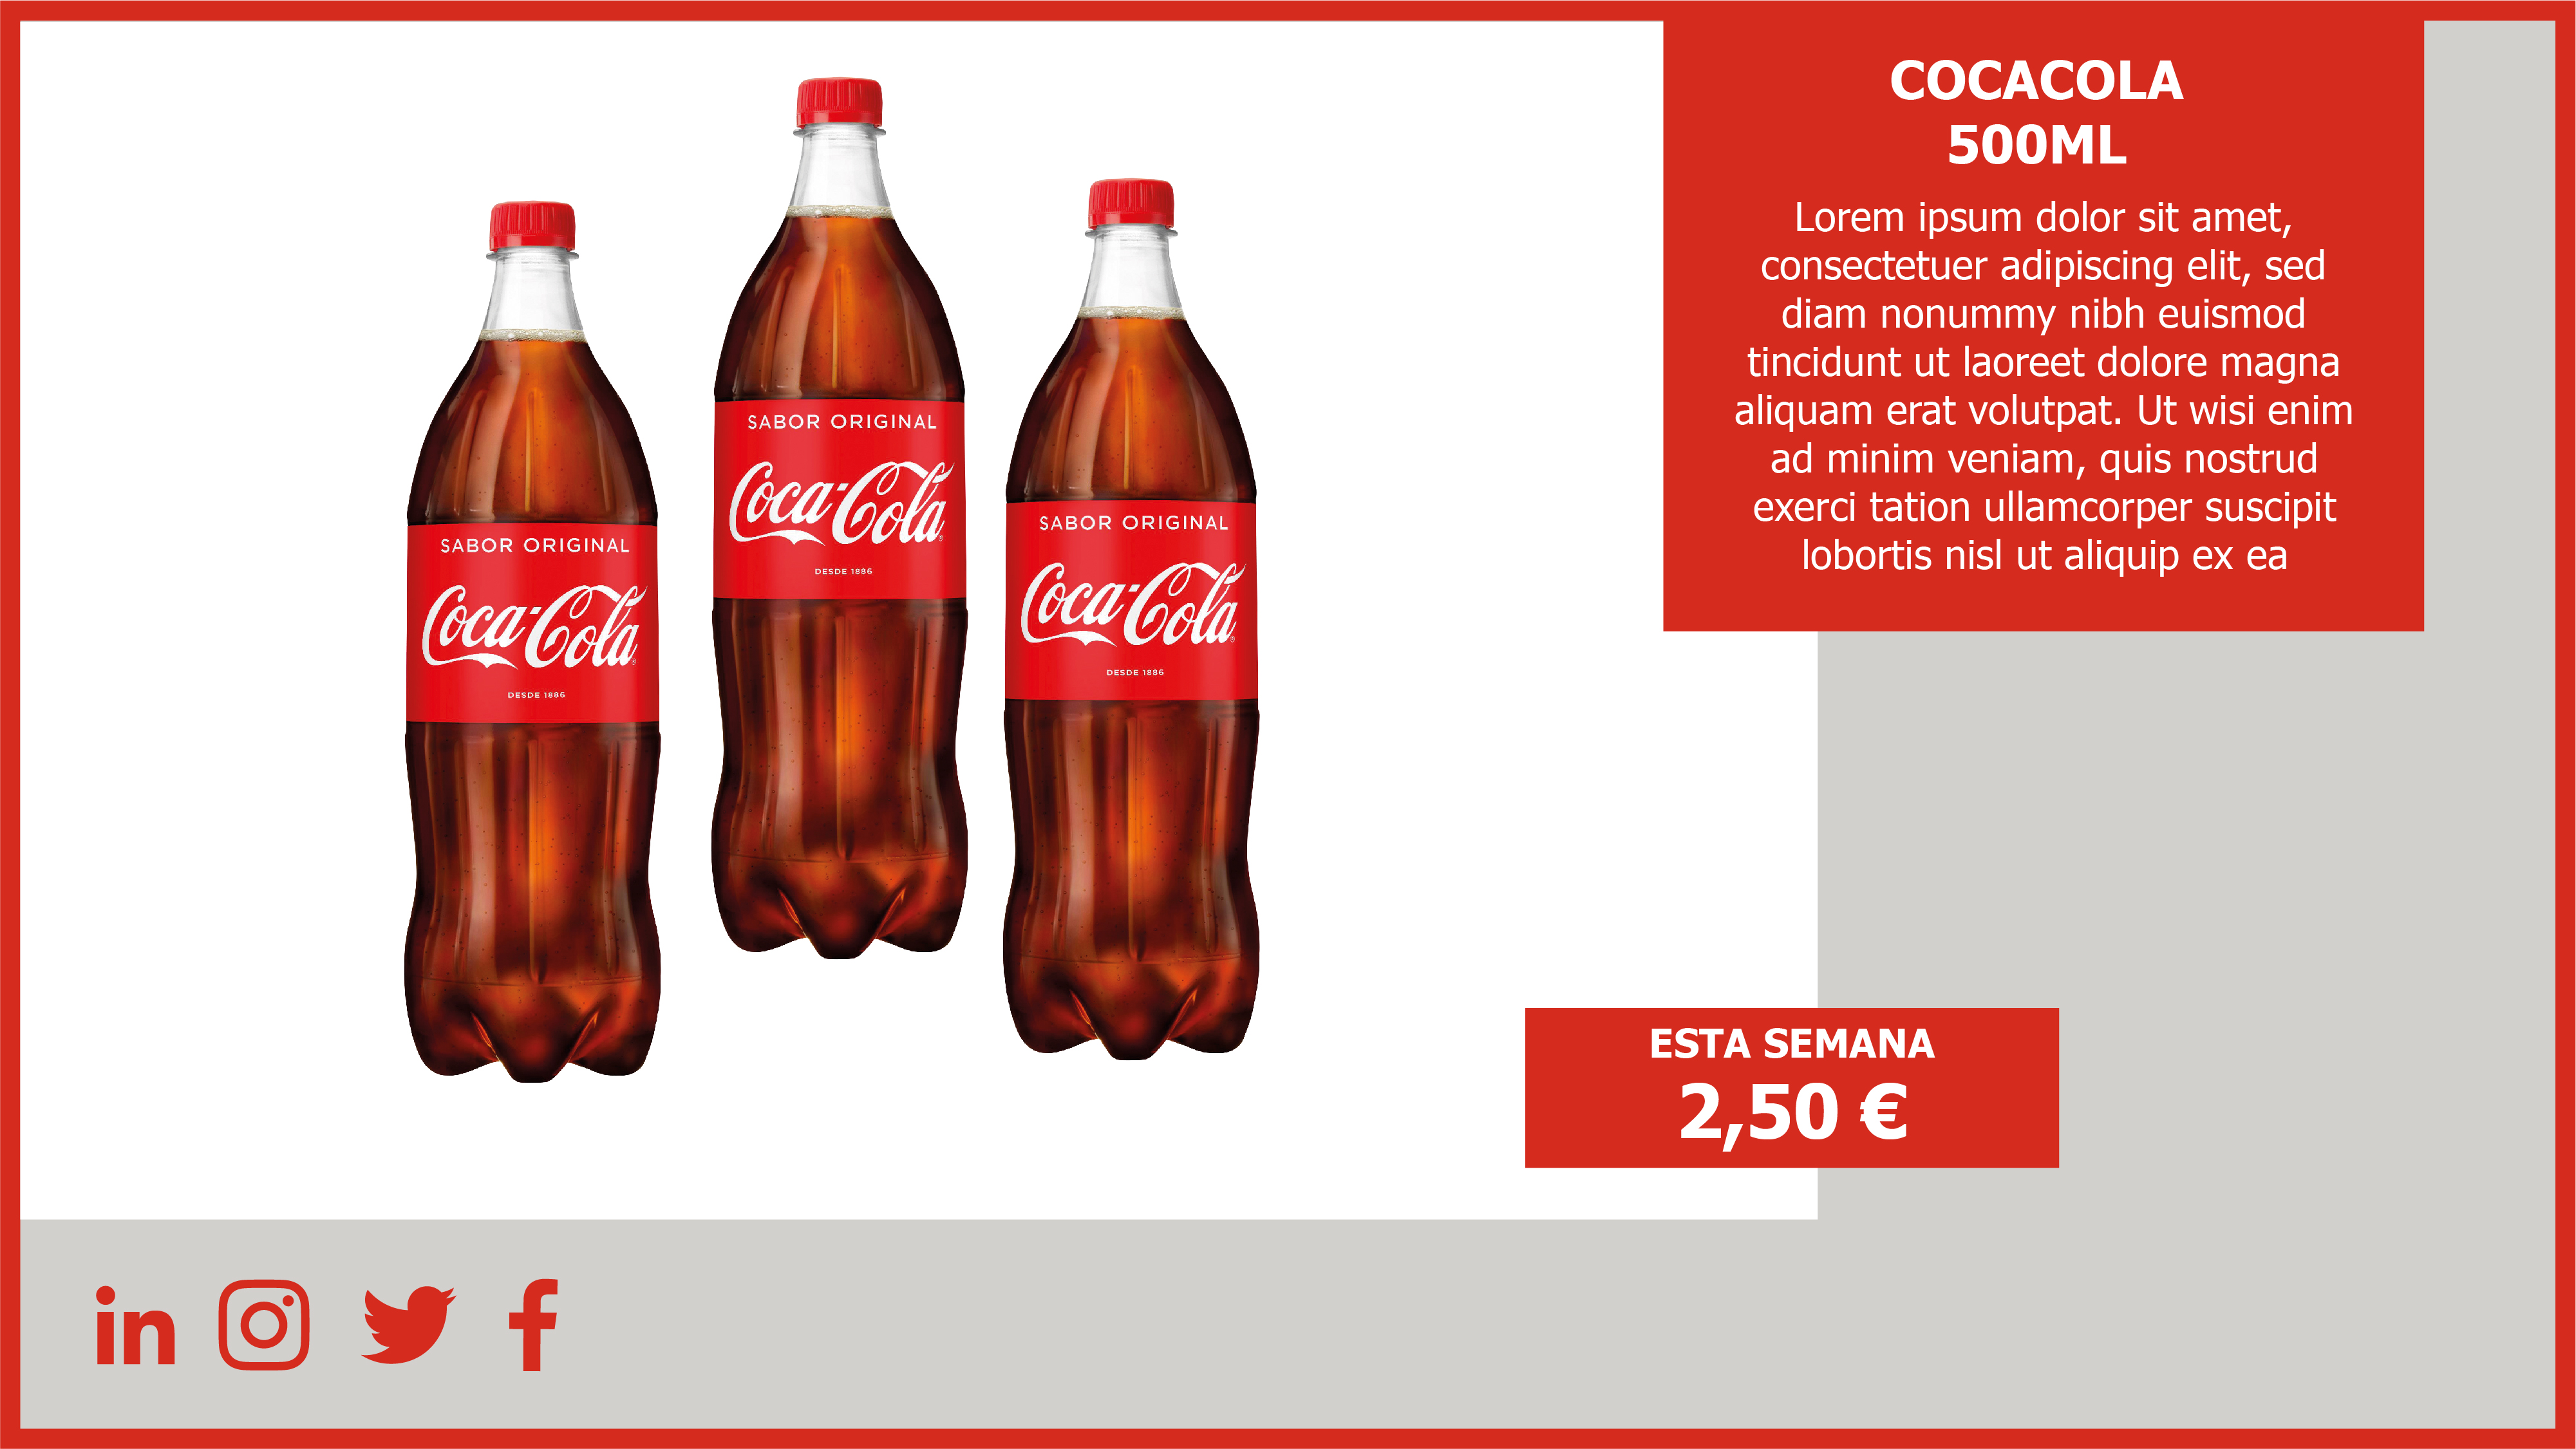 SABOR ORIGINAL
Coca-Cola
DESDE 1886
SABOR ORIGINAL
Coca-Cola
DESDE 1886
SABOR ORIGINAL
Coca-Cola
DESDE 1886
COCACOLA
500ML
Lorem ipsum dolor sit amet,
consectetuer adipiscing elit, sed
diam nonummy nibh euismod
tincidunt ut laoreet dolore magna
aliquam erat volutpat. Ut wisi enim
ad minim veniam, quis nostrud
exerci tation ullamcorper suscipit
lobortis nisl ut aliquip ex ea
ESTA SEMANA
2,50 €
in